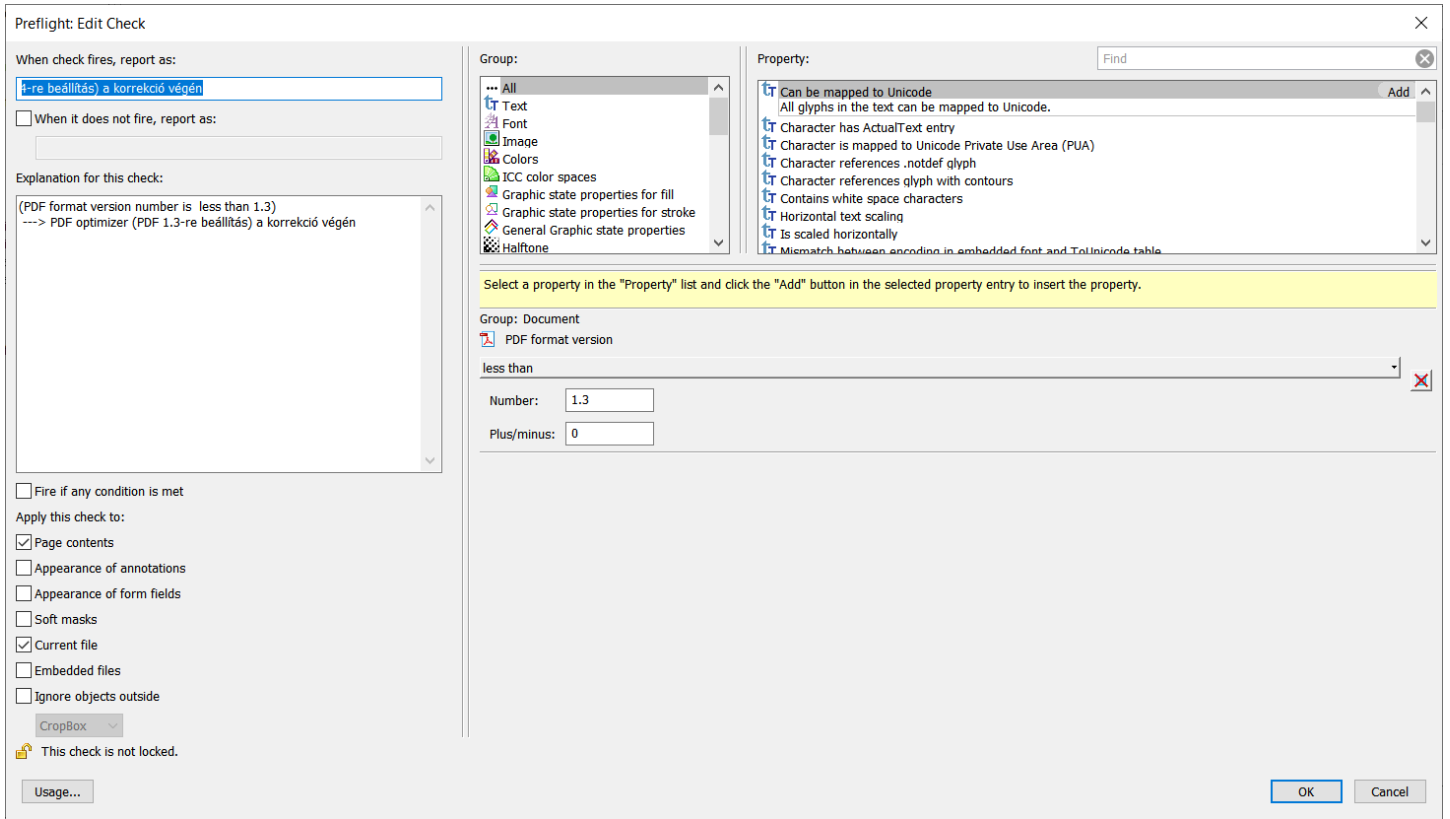 Preflight: Edit Check
When check fires, report as:
4-re beállítás) a korrekció végén
When it does not fire, report as:
Explanation for this check:
(PDF format version number is  less than 1.3)
---> PDF optimizer (PDF 1.3-re beállítás) a korrekció végén
Fire if any condition is met
Apply this check to:
Page contents
Appearance of annotations
Appearance of form fields
Soft masks
Current file
Embedded files
Ignore objects outside
CropBox
This check is not locked.
Usage...
Group:
All
Text
Font
Image
Colors
ICC color spaces
Graphic state properties for fill
Graphic state properties for stroke
General Graphic state properties
Halftone
Property:
Find
Can be mapped to Unicode
Add
All glyphs in the text can be mapped to Unicode.
Character has ActualText entry
Character is mapped to Unicode Private Use Area (PUA)
Character references .notdef glyph
Character references glyph with contours
Contains white space characters
Horizontal text scaling
Is scaled horizontally
Mismatch between encoding in embedded font and ToUnicode table
Select a property in the "Property" list and click the "Add" button in the selected property entry to insert the property.
Group: Document
PDF format version
less than
Number: 1.3
Plus/minus: 0
OK
Cancel